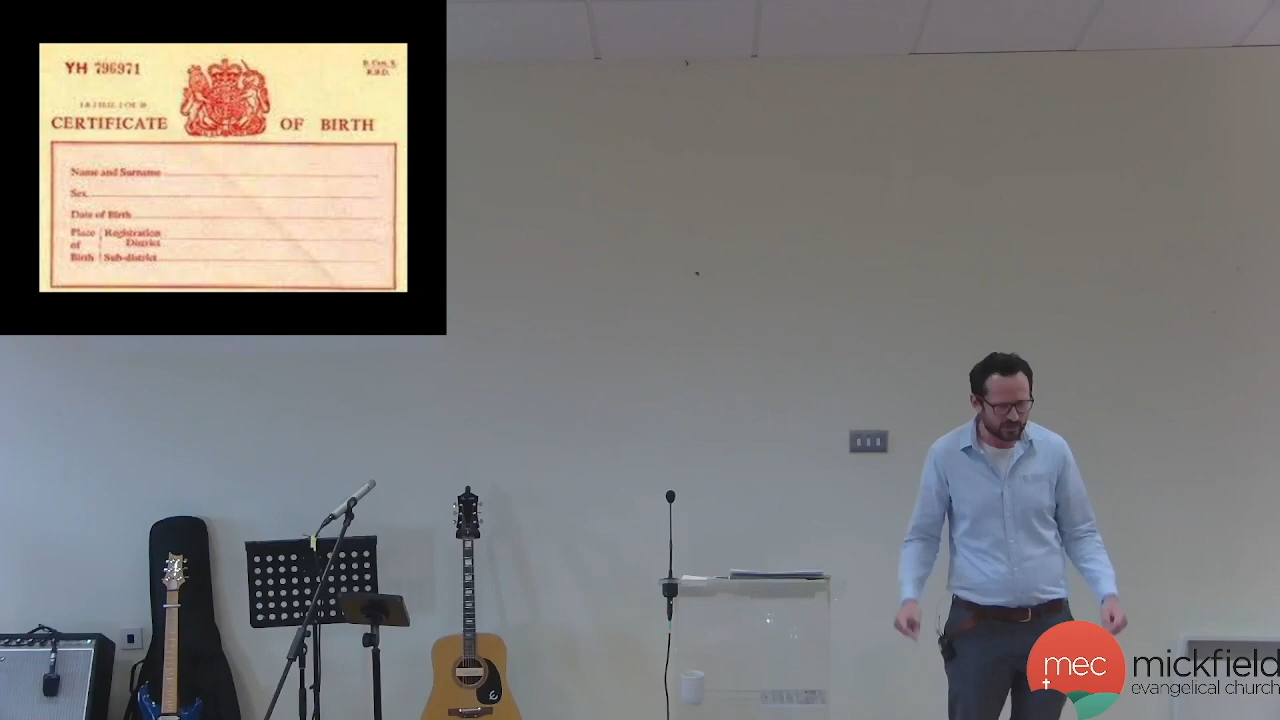 YH 796971
CERTIFICATE OF BIRTH
Name and Surname
Sex
Date of Birth
Place of Birth
Registration District
Sub-district
mec
mickfield
evangelical church